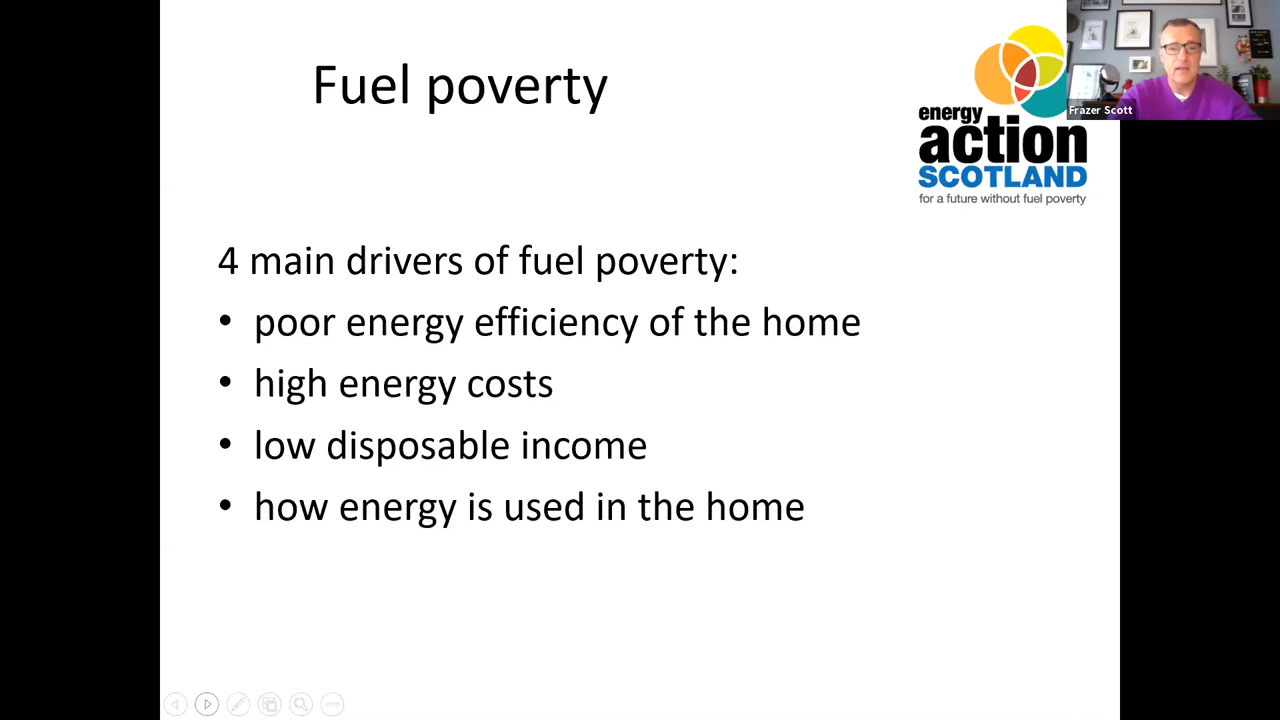 Fuel poverty
energy
action
SCOTLAND
for a future without fuel poverty
Frazer Scott
4 main drivers of fuel poverty:
• poor energy efficiency of the home
• high energy costs
• low disposable income
• how energy is used in the home